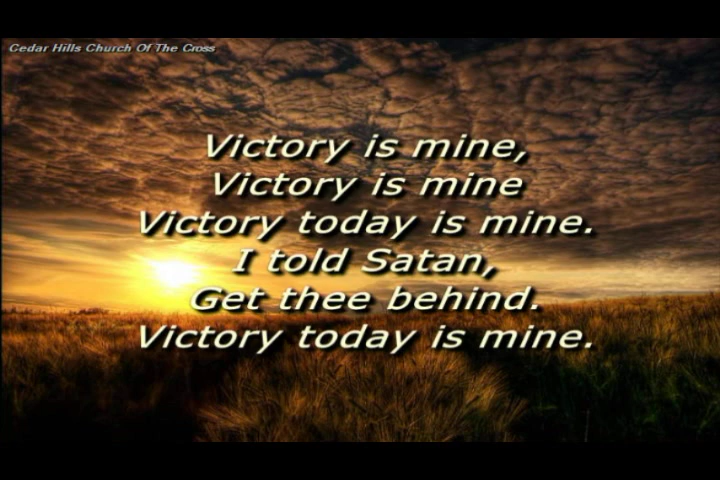 Cedar Hills Church Of The Cross
Victory is mine,
Victory is mine
Victory today is mine.
I told Satan,
Get thee behind.
Victory today is mine.